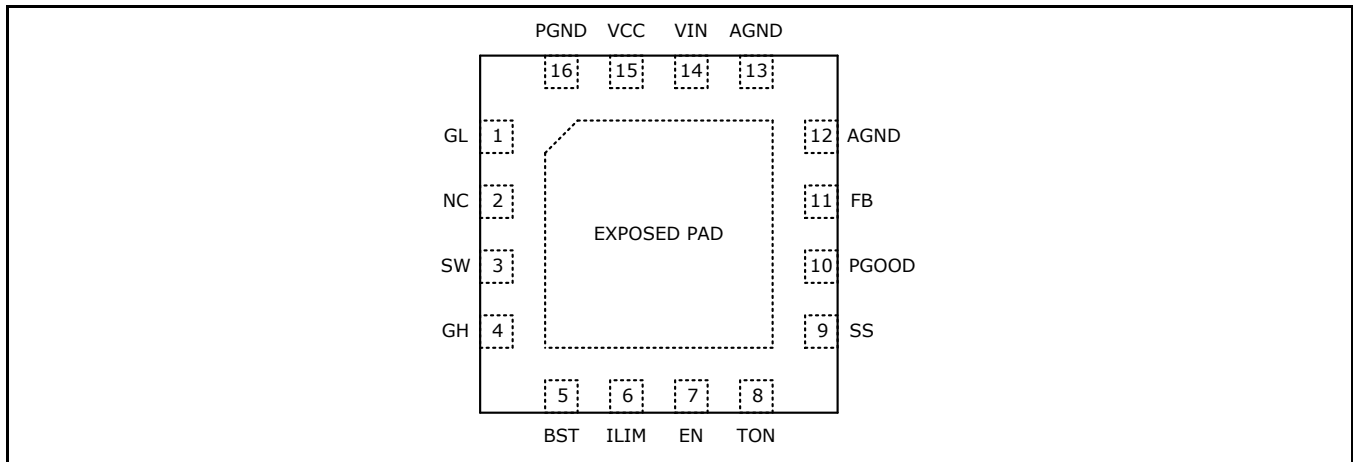 PGND VCC VIN AGND
16 15 14 13
GL 1 12 AGND
NC 2 11 FB
EXPOSED PAD
SW 3 10 PGOOD
GH 4 9 SS
5 6 7 8
BST ILIM EN TON